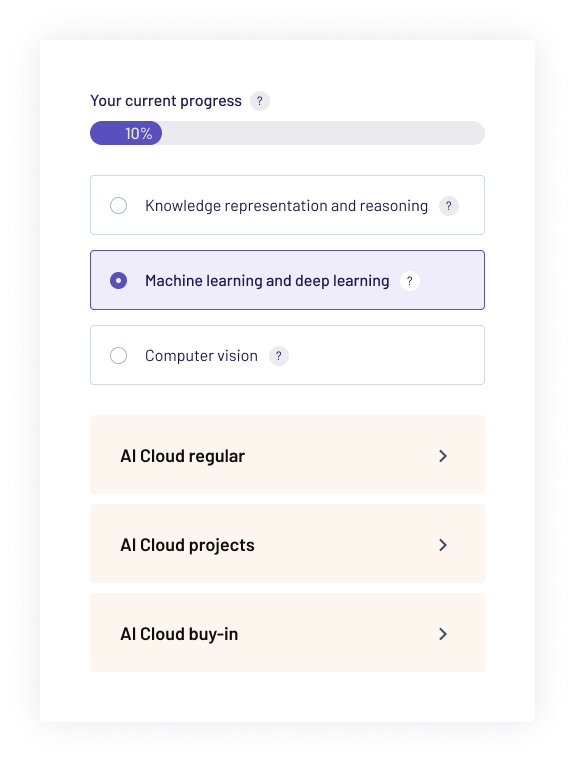 Your current progress ?
10%
Knowledge representation and reasoning ?
Machine learning and deep learning ?
Computer vision ?
AI Cloud regular
AI Cloud projects
AI Cloud buy-in